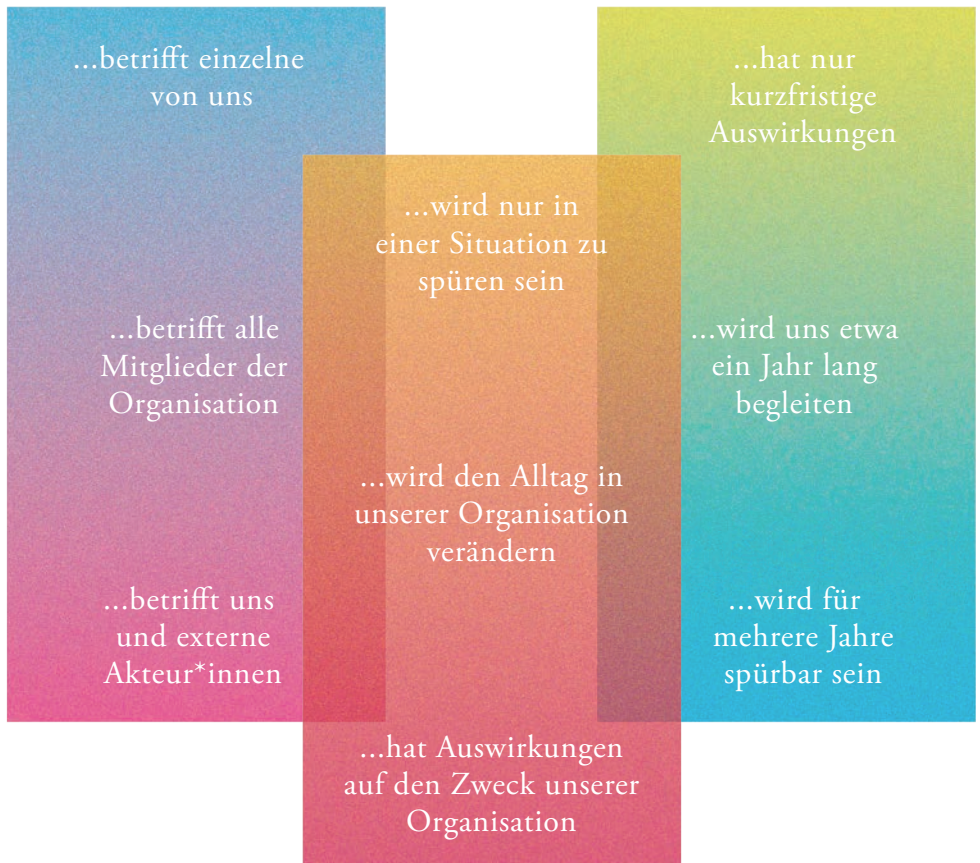 ...betrifft einzelne
von uns
...betrifft alle
Mitglieder der
Organisation
...betrifft uns
und externe
Akteur*innen
...wird nur in
einer Situation zu
spüren sein
...wird den Alltag in
unserer Organisation
verändern
...hat Auswirkungen
auf den Zweck unserer
Organisation
...hat nur
kurzfristige
Auswirkungen
...wird uns etwa
ein Jahr lang
begleiten
...wird für
mehrere Jahre
spürbar sein